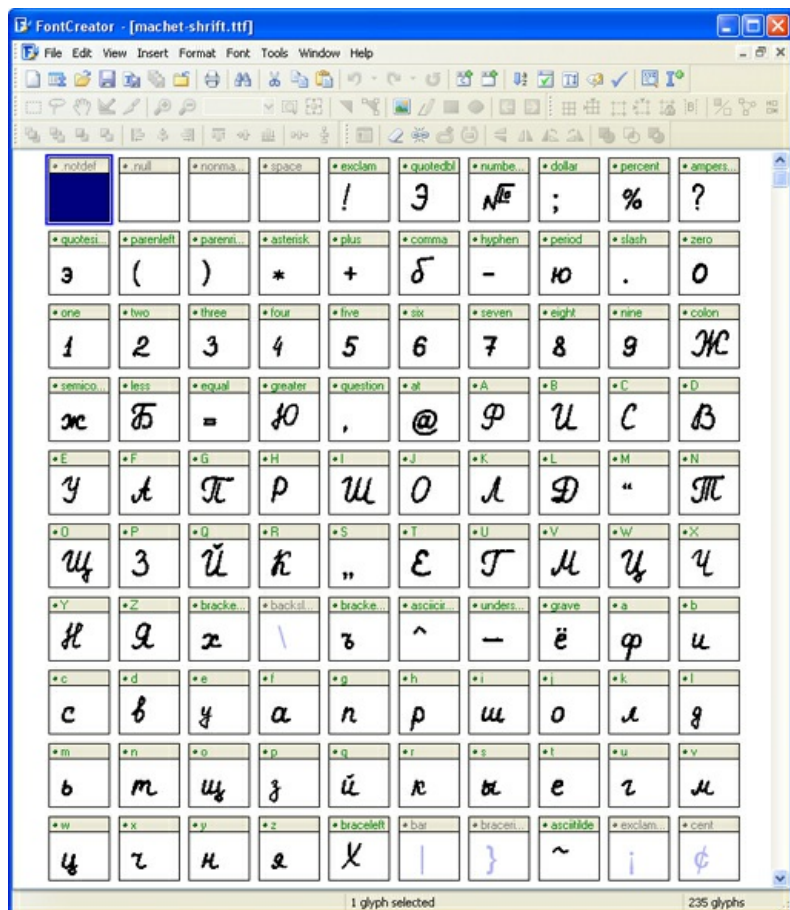 FontCreator - [machet-shrift.ttf]
File Edit View Insert Format Font Tools Window Help
.notdef .null nonma... space exclam quotedbl numbe... dollar percent ampers...
! Э № ; % ?
quotesi... parenleft parenri... asterisk plus comma hyphen period slash zero
э ( ) * + б - ю . 0
one two three four five six seven eight nine colon
1 2 3 4 5 6 7 8 9 Ж
semico... less equal greater question at A B C D
ж Б = Ю , @ Ф И С В
E F G H I J K L M N
У А П Р Ш О Л Д “ Т
O P Q R S T U V W X
Щ З Й К „ Е Г М Ц Ч
Y Z bracke... backsl... bracke... asciicir... unders... grave a b
Н Я х \ ъ ^ _ ё ф и
c d e f g h i j k l
с в у а п р ш о л д
m n o p q r s t u v
ь т щ з й к ы е г м
w x y z braceleft bar braceri... asciitilde exclam... cent
ц ч н я Х | } ~ ¡ ¢
1 glyph selected 235 glyphs